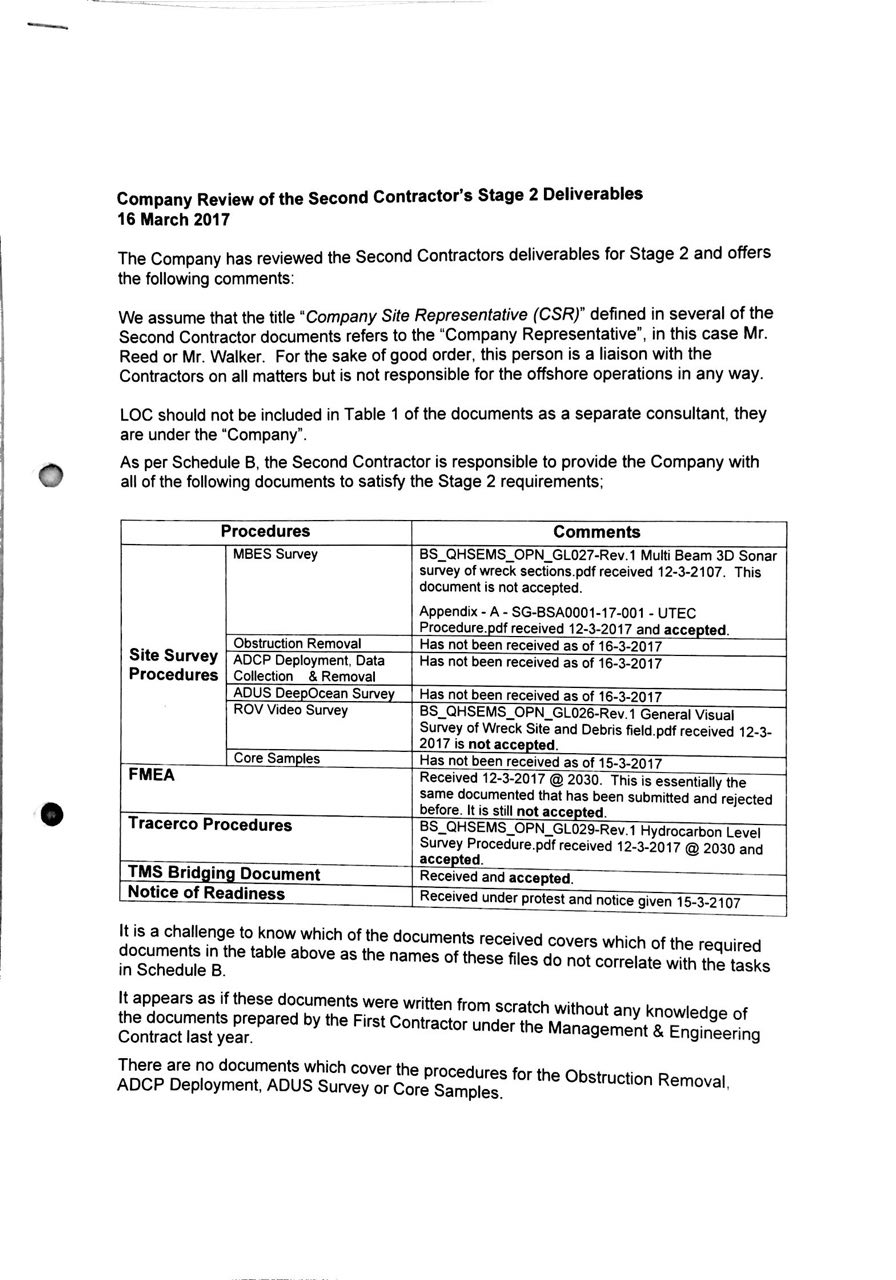 Company Review of the Second Contractor's Stage 2 Deliverables
16 March 2017
The Company has reviewed the Second Contractors deliverables for Stage 2 and offers
the following comments:
We assume that the title "Company Site Representative (CSR)" defined in several of the
Second Contractor documents refers to the "Company Representative", in this case Mr.
Reed or Mr. Walker. For the sake of good order, this person is a liaison with the
Contractors on all matters but is not responsible for the offshore operations in any way.
LOC should not be included in Table 1 of the documents as a separate consultant, they
are under the "Company".
As per Schedule B, the Second Contractor is responsible to provide the Company with
all of the following documents to satisfy the Stage 2 requirements;
Procedures
Comments
Site Survey
Procedures
MBES Survey
BS_QHSEMS_OPN_GL027-Rev.1 Multi Beam 3D Sonar
survey of wreck sections.pdf received 12-3-2107. This
document is not accepted.
Appendix - A - SG-BSA0001-17-001 - UTEC
Procedure.pdf received 12-3-2017 and accepted.
Obstruction Removal
Has not been received as of 16-3-2017
ADCP Deployment, Data
Collection & Removal
Has not been received as of 16-3-2017
ADUS DeepOcean Survey
Has not been received as of 16-3-2017
ROV Video Survey
BS_QHSEMS_OPN_GL026-Rev.1 General Visual
Survey of Wreck Site and Debris field.pdf received 12-3-
2017 is not accepted.
Core Samples
Has not been received as of 15-3-2017
FMEA
Received 12-3-2017 @ 2030. This is essentially the
same documented that has been submitted and rejected
before. It is still not accepted.
Tracerco Procedures
BS_QHSEMS_OPN_GL029-Rev.1 Hydrocarbon Level
Survey Procedure.pdf received 12-3-2017 @ 2030 and
accepted.
TMS Bridging Document
Received and accepted.
Notice of Readiness
Received under protest and notice given 15-3-2107
It is a challenge to know which of the documents received covers which of the required
documents in the table above as the names of these files do not correlate with the tasks
in Schedule B.
It appears as if these documents were written from scratch without any knowledge of
the documents prepared by the First Contractor under the Management & Engineering
Contract last year.
There are no documents which cover the procedures for the Obstruction Removal,
ADCP Deployment, ADUS Survey or Core Samples.